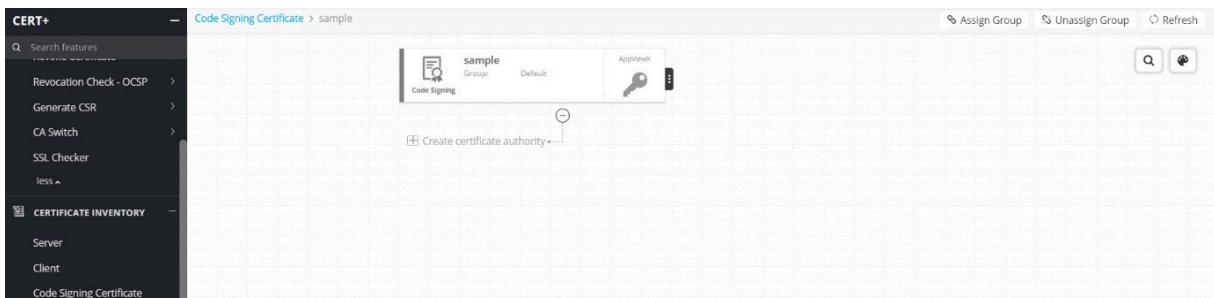 CERT+
Search features
Revocation Check - OCSP
Generate CSR
CA Switch
SSL Checker
less
CERTIFICATE INVENTORY
Server
Client
Code Signing Certificate
Code Signing Certificate > sample
Assign Group
Unassign Group
Refresh
sample
Group: Default
Code Signing
AppViewX
Create certificate authority